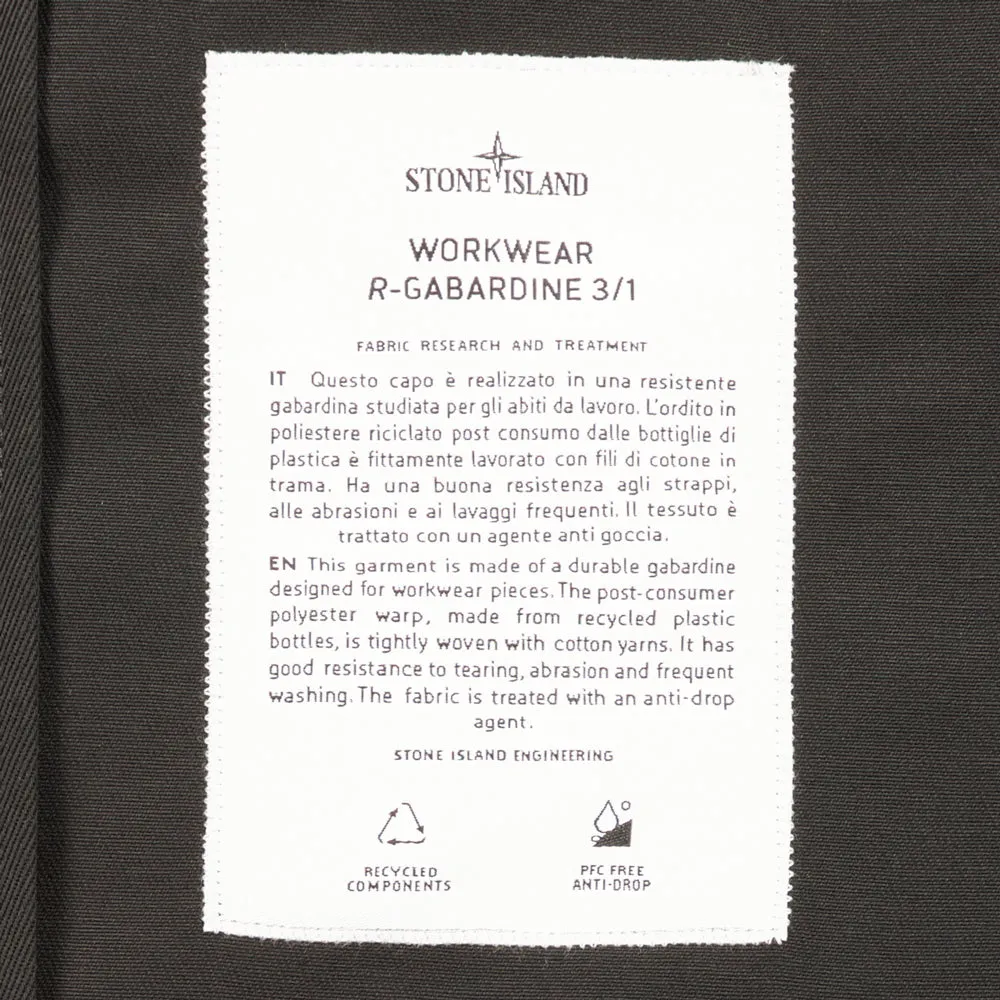 STONE ISLAND
WORKWEAR
R-GABARDINE 3/1
FABRIC RESEARCH AND TREATMENT
IT Questo capo è realizzato in una resistente
gabardina studiata per gli abiti da lavoro. L'ordito in
poliestere riciclato post consumo dalle bottiglie di
plastica è fittamente lavorato con fili di cotone in
trama. Ha una buona resistenza agli strappi,
alle abrasioni e ai lavaggi frequenti. Il tessuto è
trattato con un agente anti goccia.
EN This garment is made of a durable gabardine
designed for workwear pieces. The post-consumer
polyester warp, made from recycled plastic
bottles, is tightly woven with cotton yarns. It has
good resistance to tearing, abrasion and frequent
washing. The fabric is treated with an anti-drop
agent.
STONE ISLAND ENGINEERING
RECYCLED
COMPONENTS
PFC FREE
ANTI-DROP